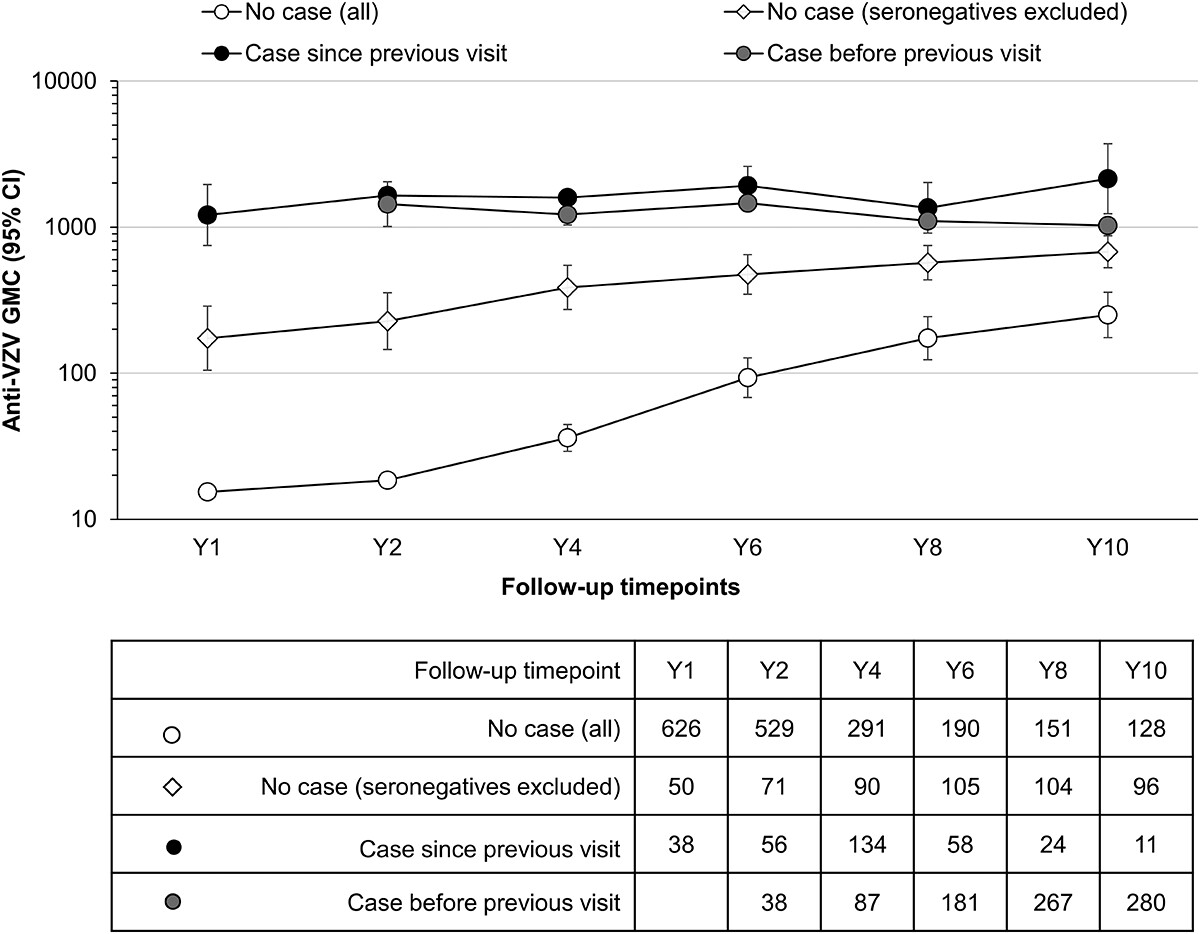 No case (all) No case (seronegatives excluded)
Case since previous visit Case before previous visit
10000
1000
100
10
Anti-VZV GMC (95% CI)
Y1 Y2 Y4 Y6 Y8 Y10
Follow-up timepoints
Follow-up timepoint Y1 Y2 Y4 Y6 Y8 Y10
No case (all) 626 529 291 190 151 128
No case (seronegatives excluded) 50 71 90 105 104 96
Case since previous visit 38 56 134 58 24 11
Case before previous visit 38 87 181 267 280